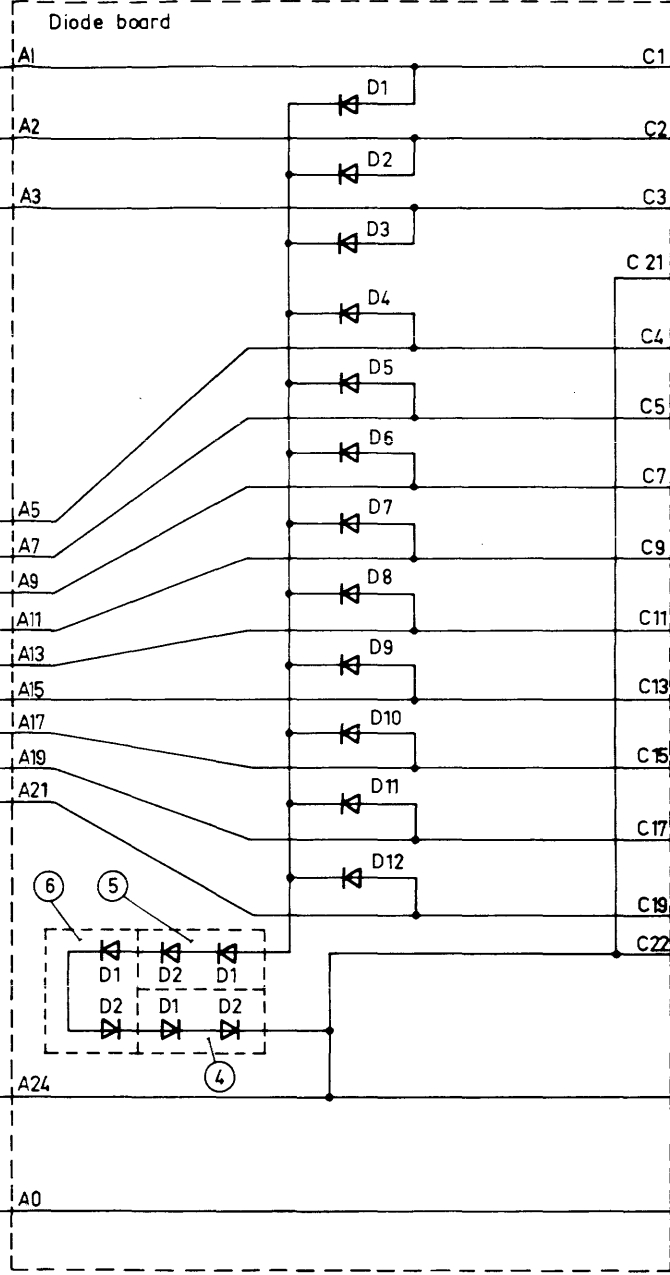 Diode board
A1 C1
D1
A2 C2
D2
A3 C3
D3
C 21
D4
C4
D5
C5
D6
C7
A5 D7
A7 C9
A9 D8
A11 C11
A13 D9
A15 C13
A17 D10
A19 C15
A21 D11
C17
D12
6 5
C19
C22
D1 D2 D1
D2 D1 D2
4
A24
A0